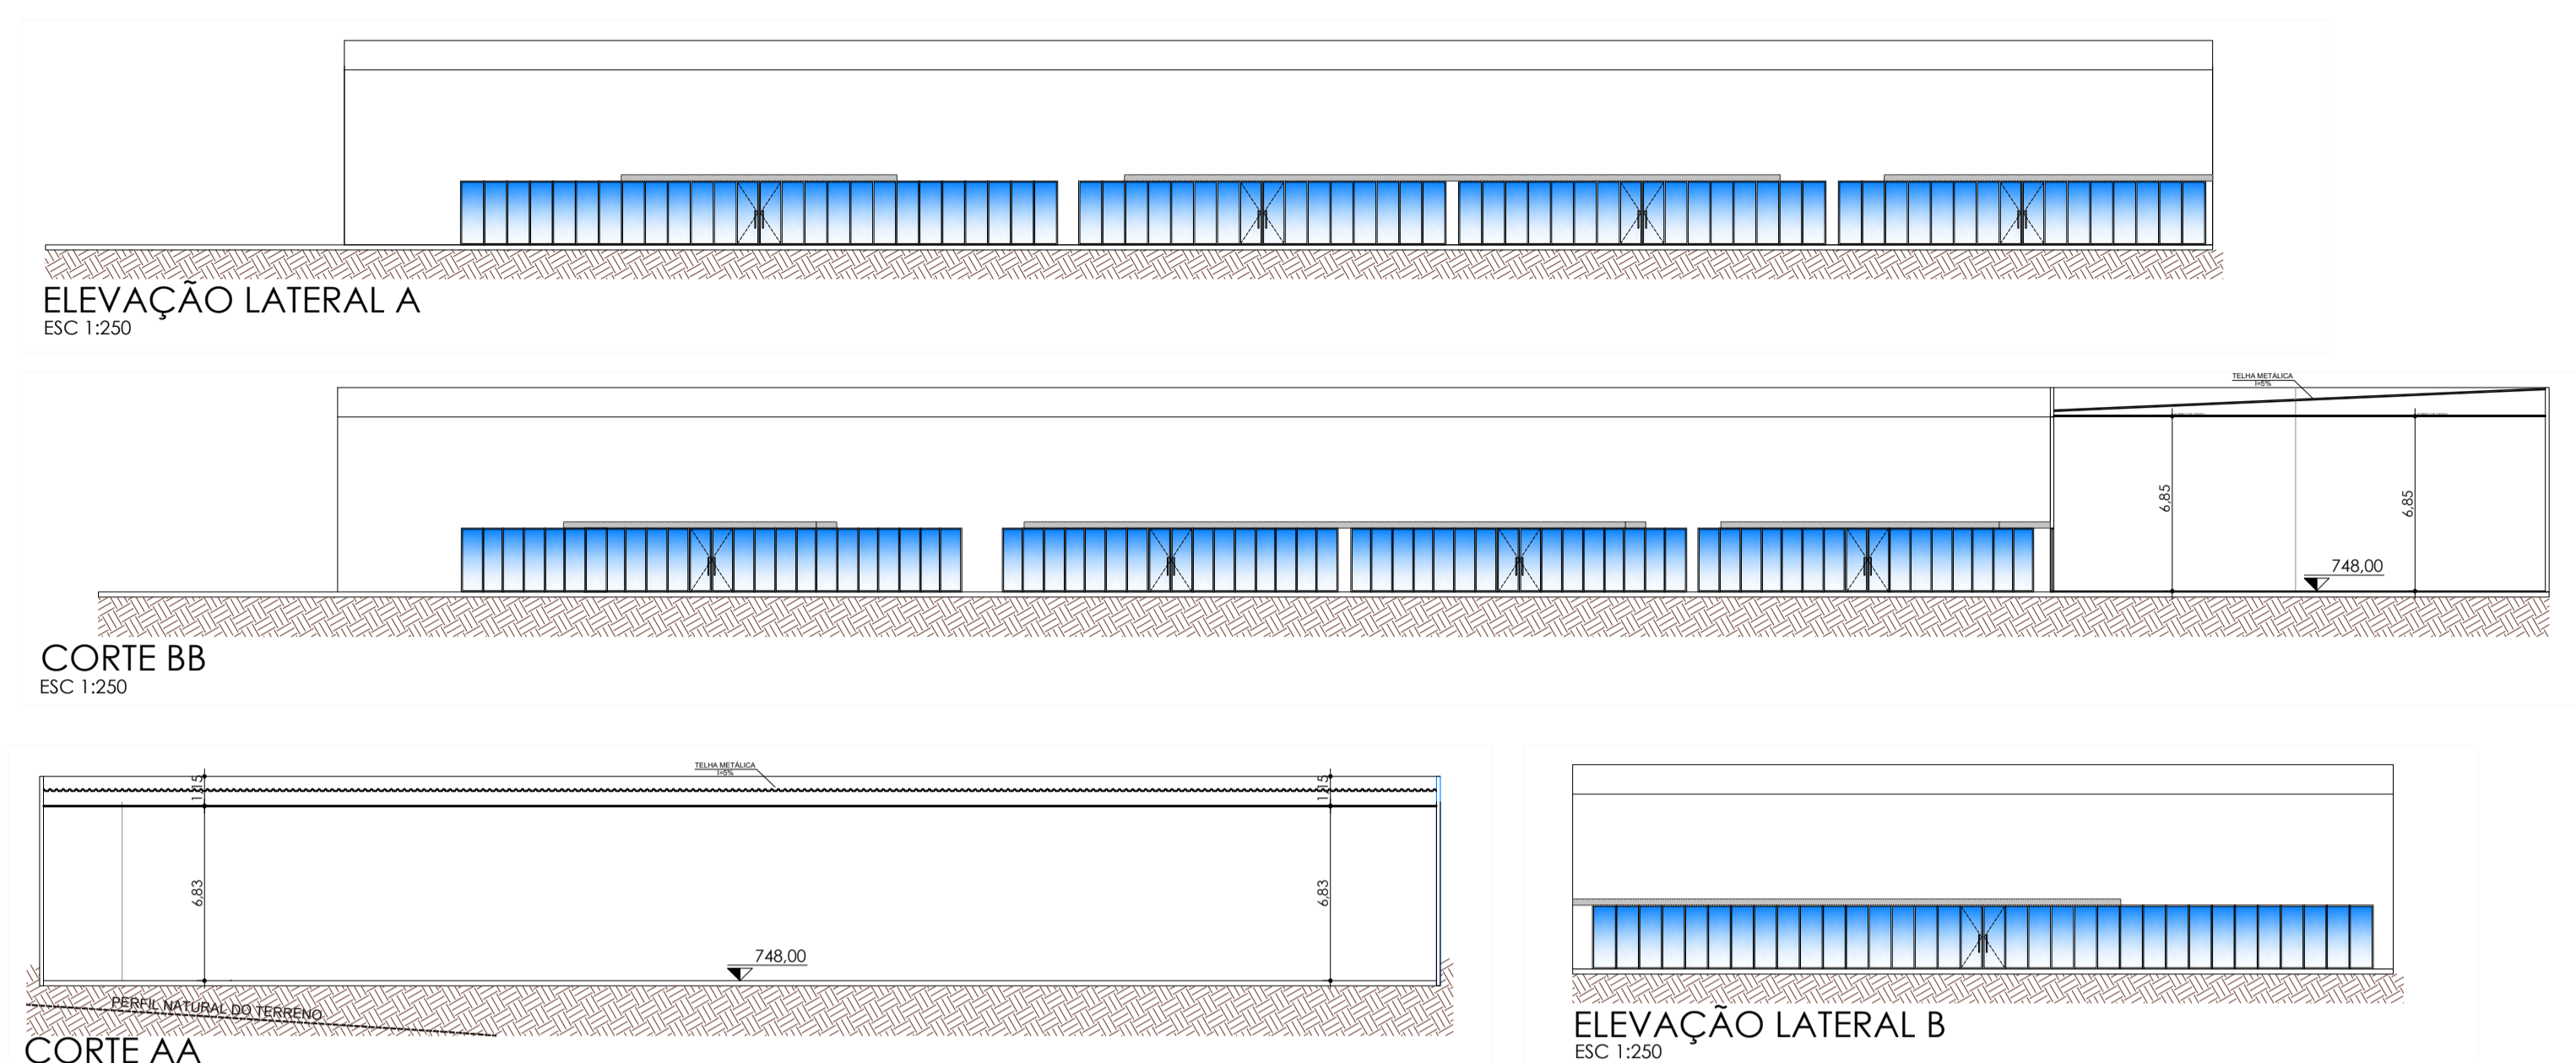 ELEVAÇÃO LATERAL A
ESC 1:250
TELHA METÁLICA
I=5%
6,85
6,85
748,00
CORTE BB
ESC 1:250
TELHA METÁLICA
I=5%
1,15
1,15
6,83
6,83
748,00
PERFIL NATURAL DO TERRENO
CORTE AA
ELEVAÇÃO LATERAL B
ESC 1:250